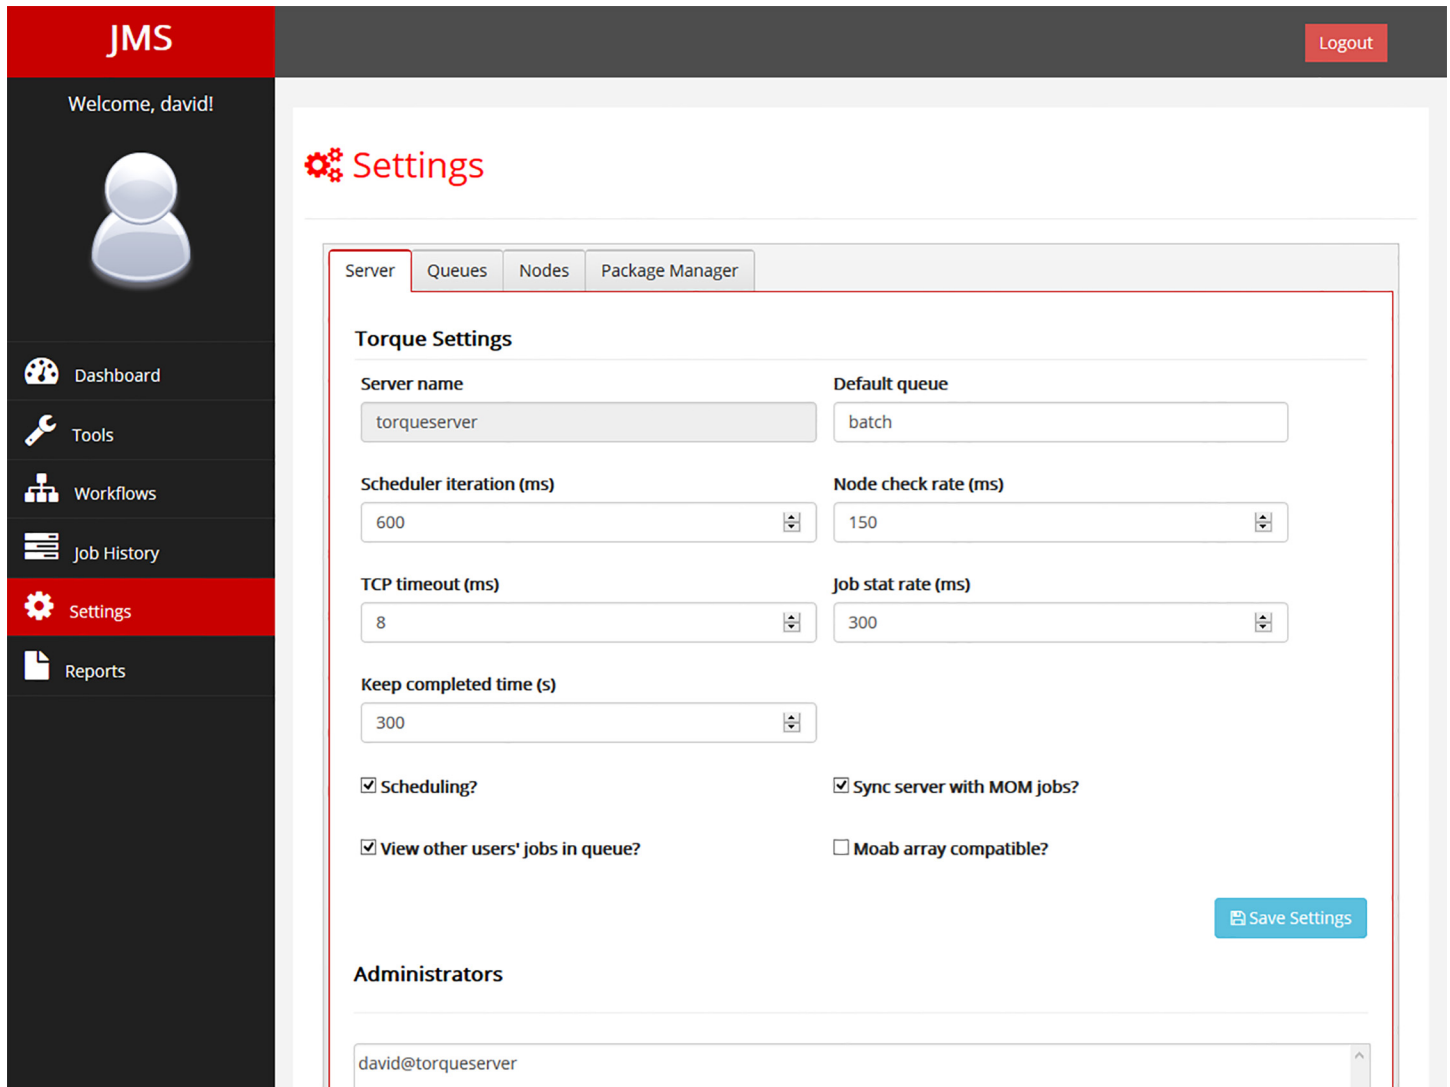 JMS
Logout
Welcome, david!
Settings
Server Queues Nodes Package Manager
Torque Settings
Server name Default queue
torqueserver batch
Scheduler iteration (ms) Node check rate (ms)
600 150
TCP timeout (ms) Job stat rate (ms)
8 300
Keep completed time (s)
300
Scheduling? Sync server with MOM jobs?
View other users' jobs in queue? Moab array compatible?
Save Settings
Administrators
david@torqueserver
Dashboard
Tools
Workflows
Job History
Settings
Reports